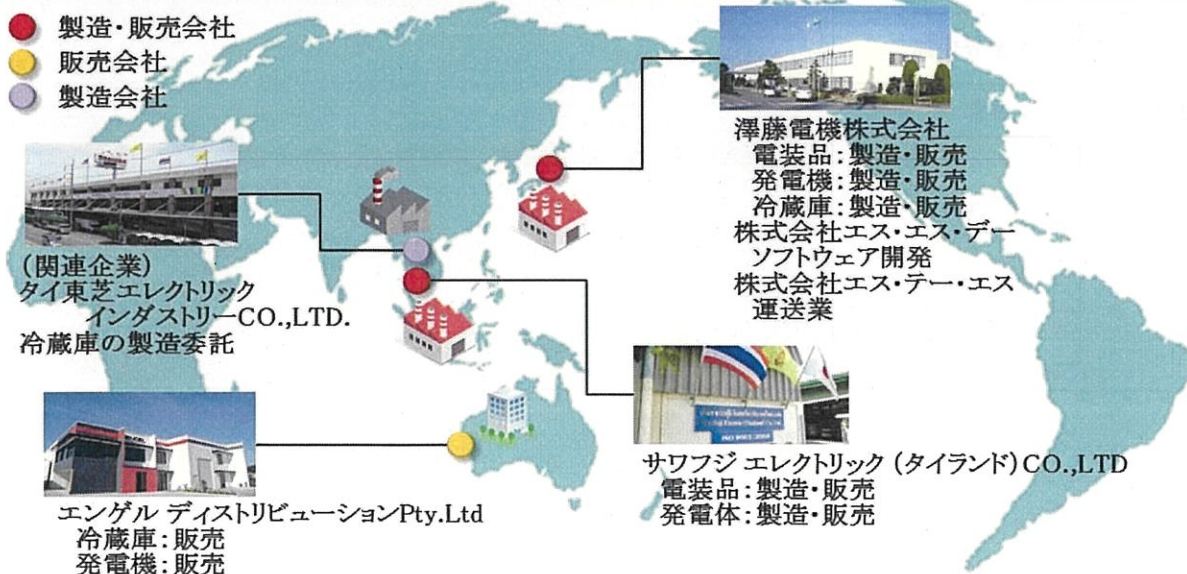 製造・販売会社
販売会社
製造会社
澤藤電機株式会社
電装品：製造・販売
発電機：製造・販売
冷蔵庫：製造・販売
株式会社エス・エス・デー
ソフトウェア開発
株式会社エス・テー・エス
運送業
(関連企業)
タイ東芝エレクトリック
インダストリーCO.,LTD.
冷蔵庫の製造委託
サワフジ エレクトリック (タイランド)CO.,LTD
電装品：製造・販売
発電体：製造・販売
エンゲル ディストリビューションPty.Ltd
冷蔵庫：販売
発電機：販売